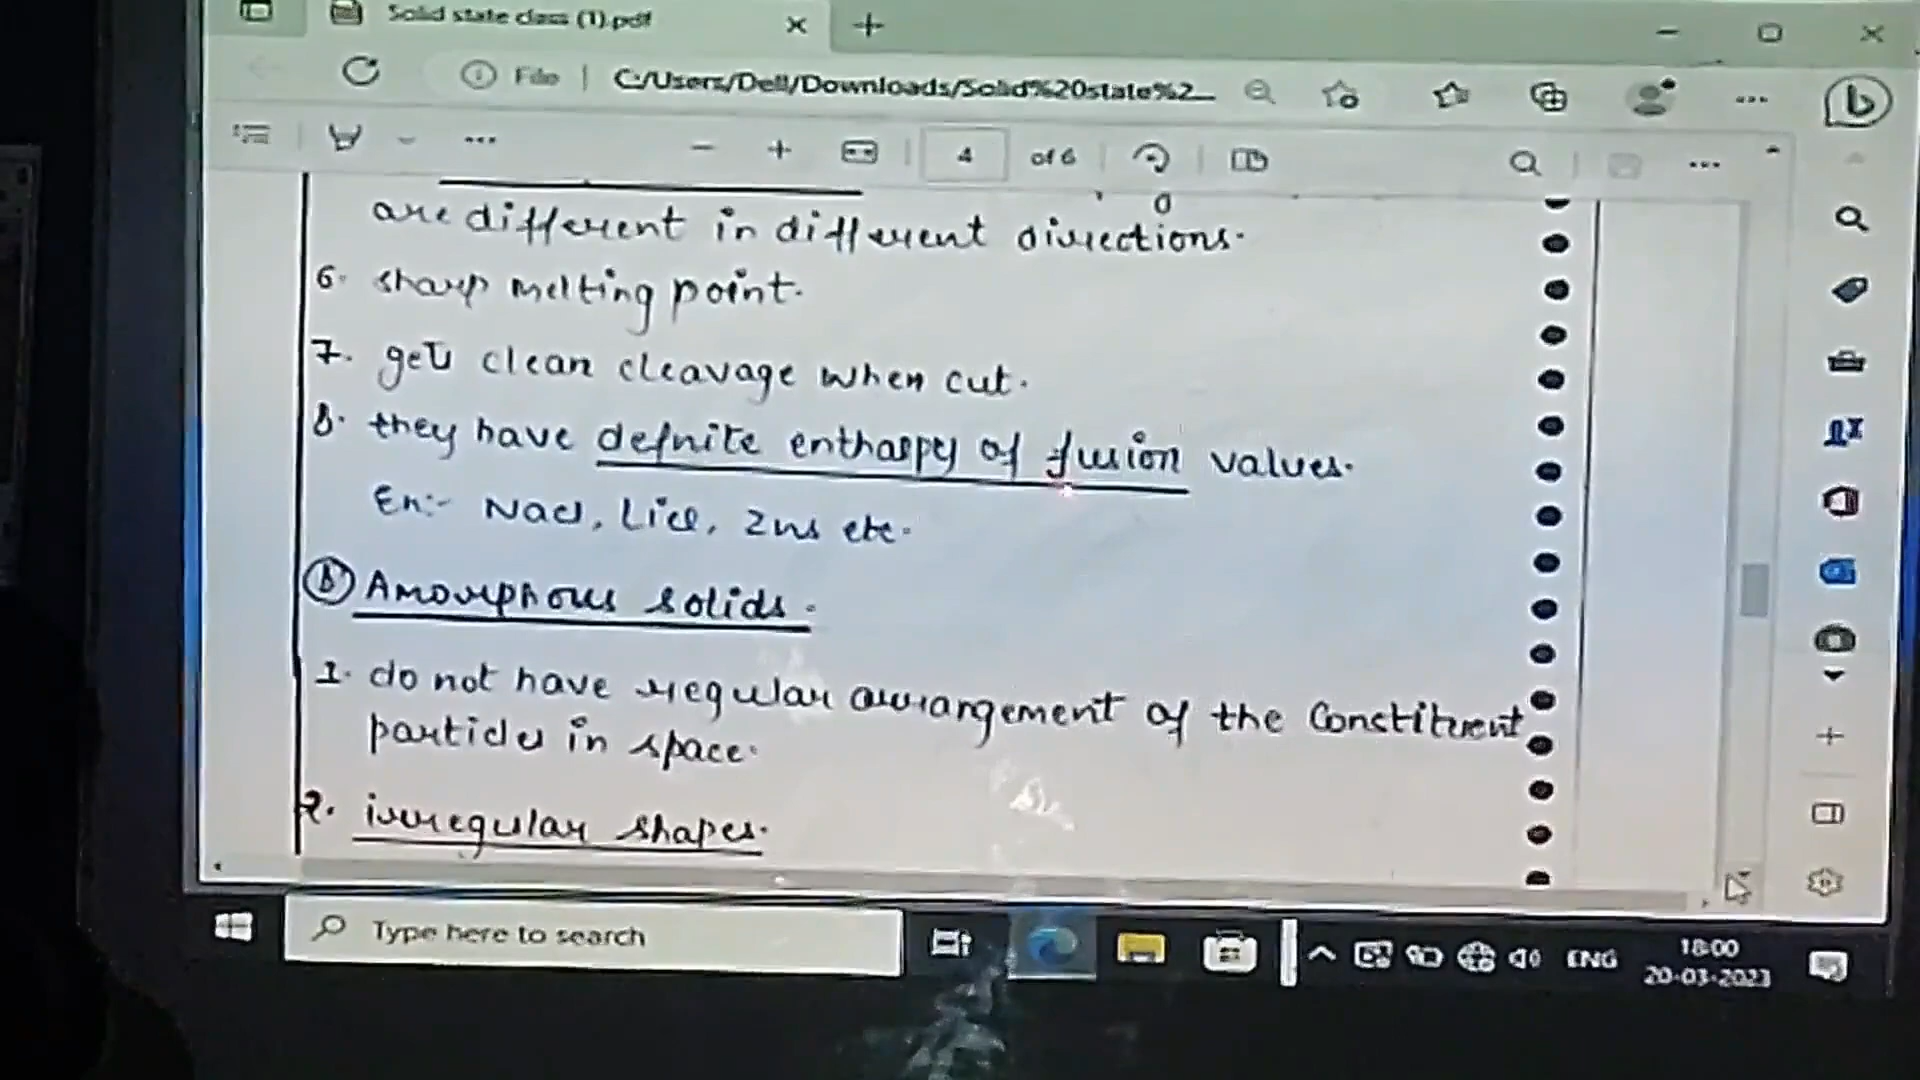 Solid state class (1).pdf
File | C:/Users/Dell/Downloads/Solid%20state%2...
4 of 6
are different in different directions.
6. sharp melting point.
7. gets clean cleavage when cut.
8. they have defnite enthalpy of fusion values.
Ex:- NaCl, LiCl, ZnS etc.
B Amorphous solids.
1. do not have regular arrangement of the Constituent
particles in space.
2. irregular shapes.
Type here to search
ENG
18:00
20-03-2023